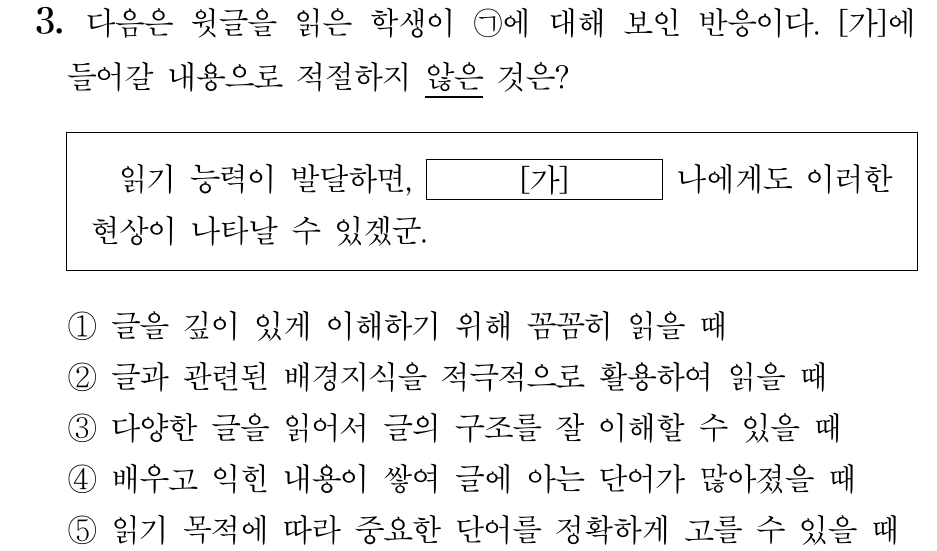 3. 다음은 윗글을 읽은 학생이 ㉠에 대해 보인 반응이다. [가]에
들어갈 내용으로 적절하지 않은 것은?
읽기 능력이 발달하면, [가] 나에게도 이러한
현상이 나타날 수 있겠군.
① 글을 깊이 있게 이해하기 위해 꼼꼼히 읽을 때
② 글과 관련된 배경지식을 적극적으로 활용하여 읽을 때
③ 다양한 글을 읽어서 글의 구조를 잘 이해할 수 있을 때
④ 배우고 익힌 내용이 쌓여 글에 아는 단어가 많아졌을 때
⑤ 읽기 목적에 따라 중요한 단어를 정확하게 고를 수 있을 때